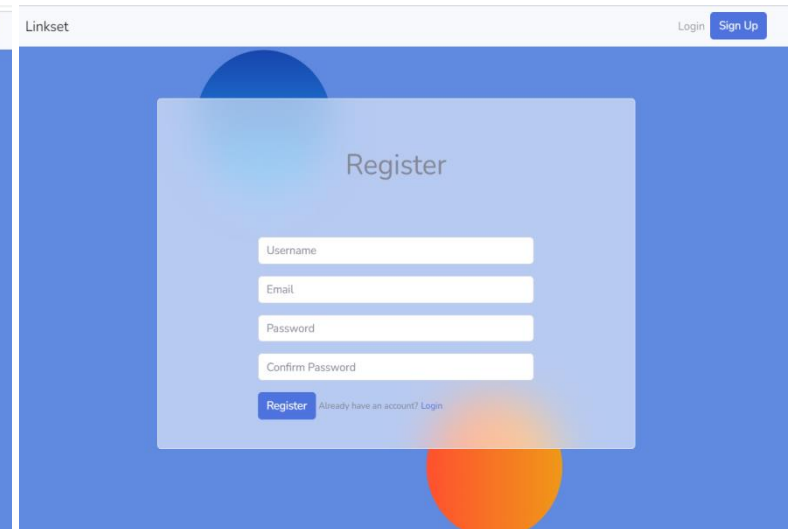 Linkset
Login Sign Up
Register
Username
Email
Password
Confirm Password
Register Already have an account? Login